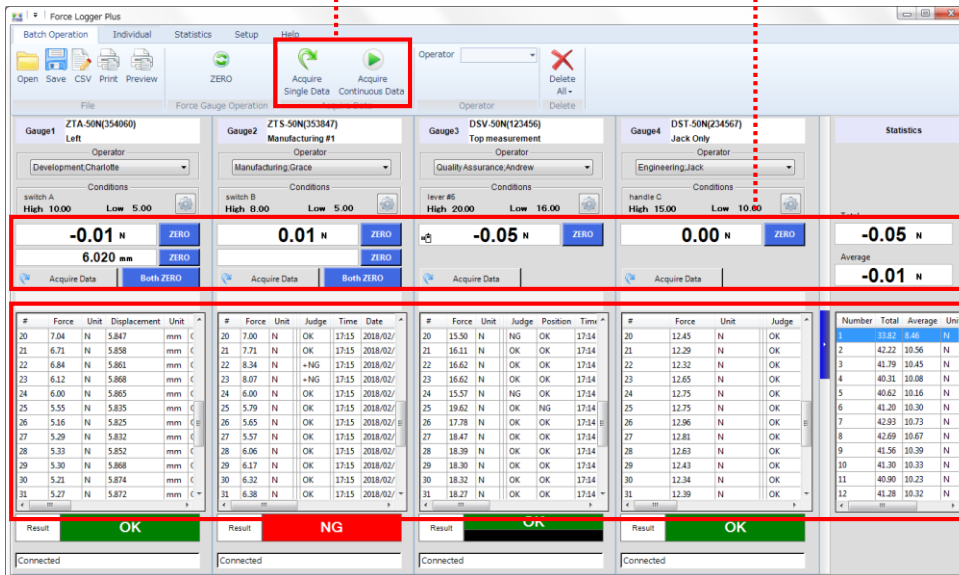 Force Logger Plus
Batch Operation Individual Statistics Setup Help
Open Save CSV Print Preview ZERO Acquire Single Data Acquire Continuous Data Operator Delete All
File Force Gauge Operation Acquire Data Operator Delete
Gauge1 ZTA-50N(354060) Left
Operator
Development;Charlotte
Conditions
switch A
High 10.00 Low 5.00
-0.01 N ZERO
6.020 mm ZERO
Acquire Data Both ZERO
# Force Unit Displacement Unit
20 7.04 N 5.847 mm
21 6.71 N 5.858 mm
22 6.84 N 5.861 mm
23 6.12 N 5.868 mm
24 6.00 N 5.865 mm
25 5.55 N 5.835 mm
26 5.16 N 5.825 mm
27 5.29 N 5.832 mm
28 5.33 N 5.852 mm
29 5.30 N 5.868 mm
30 5.21 N 5.874 mm
31 5.27 N 5.872 mm
Result OK
Connected
Gauge2 ZTS-50N(353847) Manufacturing #1
Operator
Manufacturing;Grace
Conditions
switch B
High 8.00 Low 5.00
0.01 N ZERO
ZERO
Acquire Data Both ZERO
# Force Unit Judge Time Date
20 7.00 N OK 17:15 2018/02/
21 7.71 N OK 17:15 2018/02/
22 8.34 N +NG 17:15 2018/02/
23 8.07 N +NG 17:15 2018/02/
24 6.00 N OK 17:15 2018/02/
25 5.79 N OK 17:15 2018/02/
26 5.65 N OK 17:15 2018/02/
27 5.57 N OK 17:15 2018/02/
28 6.06 N OK 17:15 2018/02/
29 6.17 N OK 17:15 2018/02/
30 6.32 N OK 17:15 2018/02/
31 6.38 N OK 17:15 2018/02/
Result NG
Connected
Gauge3 DSV-50N(123456) Top measurement
Operator
Quality Assurance;Andrew
Conditions
lever #6
High 20.00 Low 16.00
-0.05 N ZERO
Acquire Data
# Force Unit Judge Position Time
20 15.50 N NG OK 17:14
21 16.11 N OK OK 17:14
22 16.62 N OK OK 17:14
23 16.62 N OK OK 17:14
24 15.57 N NG OK 17:14
25 19.62 N OK NG 17:14
26 17.78 N OK OK 17:14
27 18.47 N OK OK 17:14
28 18.39 N OK OK 17:14
29 18.30 N OK OK 17:14
30 18.32 N OK OK 17:14
31 18.27 N OK OK 17:14
Result OK
Connected
Gauge4 DST-50N(234567) Jack Only
Operator
Engineering;Jack
Conditions
handle C
High 15.00 Low 10.00
0.00 N ZERO
Acquire Data
# Force Unit Judge
20 12.45 N OK
21 12.29 N OK
22 12.32 N OK
23 12.65 N OK
24 12.75 N OK
25 12.75 N OK
26 12.96 N OK
27 12.81 N OK
28 12.63 N OK
29 12.43 N OK
30 12.34 N OK
31 12.39 N OK
Result OK
Connected
Statistics
-0.05 N
Average
-0.01 N
Number Total Average Unit
1 33.82 8.46 N
2 42.22 10.56 N
3 41.79 10.45 N
4 40.31 10.08 N
5 40.62 10.16 N
6 41.20 10.30 N
7 42.93 10.73 N
8 42.69 10.67 N
9 41.56 10.39 N
10 41.30 10.33 N
11 40.90 10.23 N
12 41.28 10.32 N